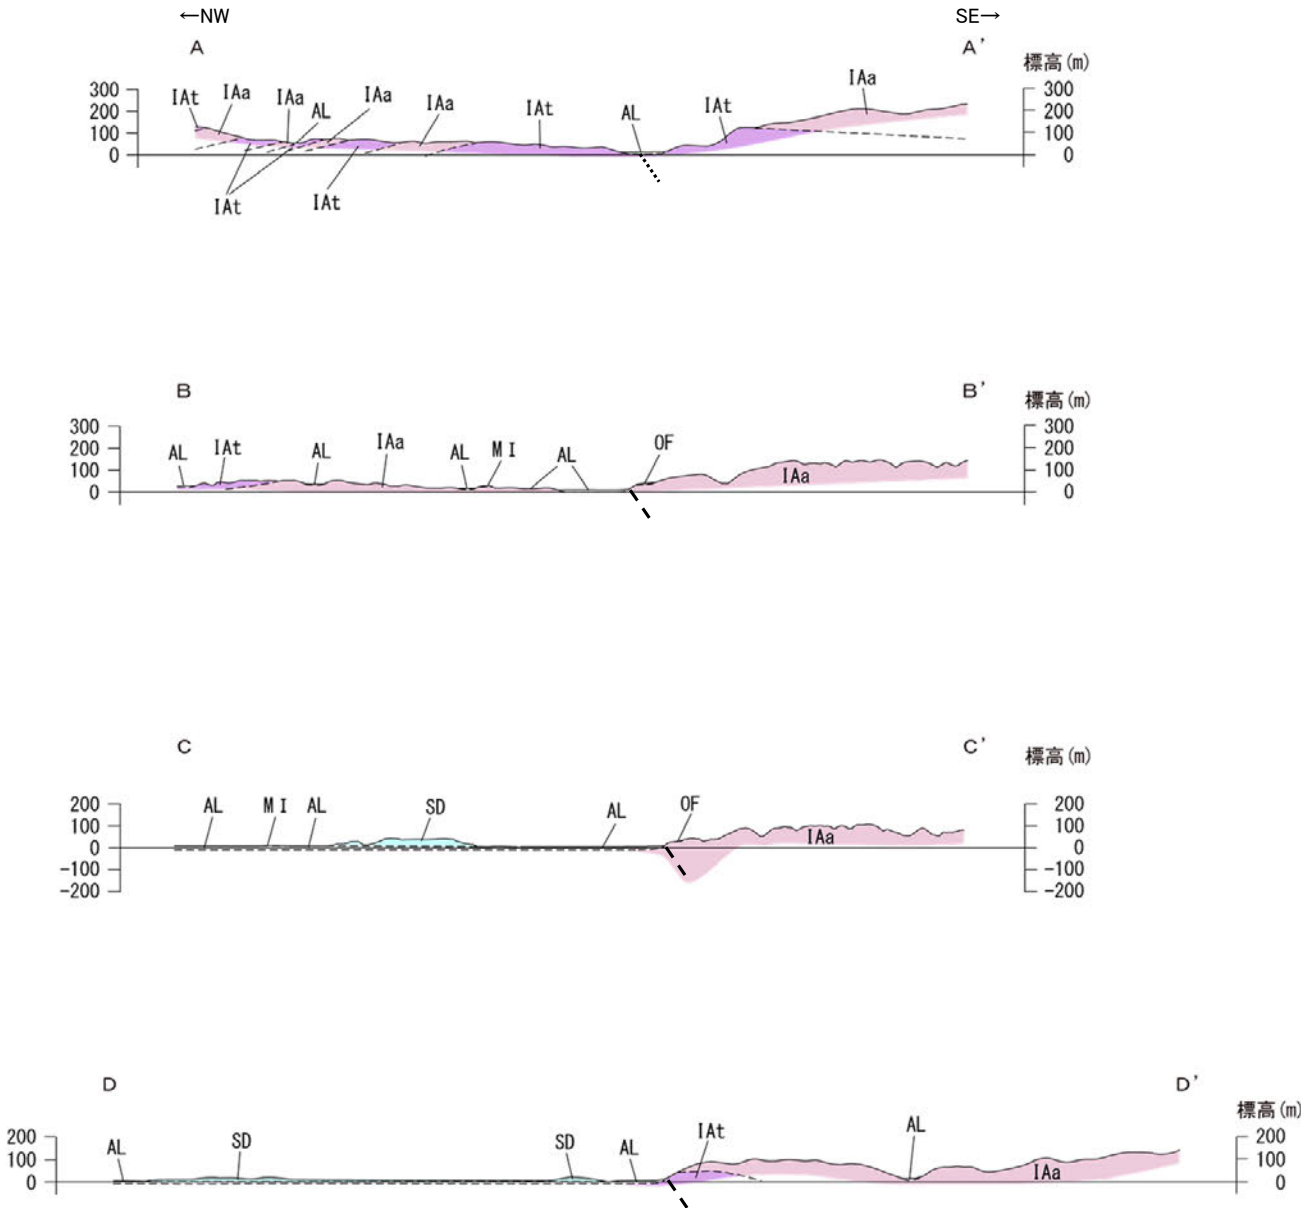 ←NW SE→
A A'
標高(m)
IAt IAa IAa AL IAa IAa IAt AL IAt IAa
300 300
200 200
100 100
0 0
IAt IAt
B B'
標高(m)
AL IAt AL IAa AL MI AL OF
300 300
200 200
100 IAa 100
0 0
C C'
標高(m)
AL MI AL SD AL OF
200 200
100 IAa 100
0 0
-100 -100
-200 -200
D D'
標高(m)
AL SD SD AL IAt AL
200 200
100 IAa 100
0 0